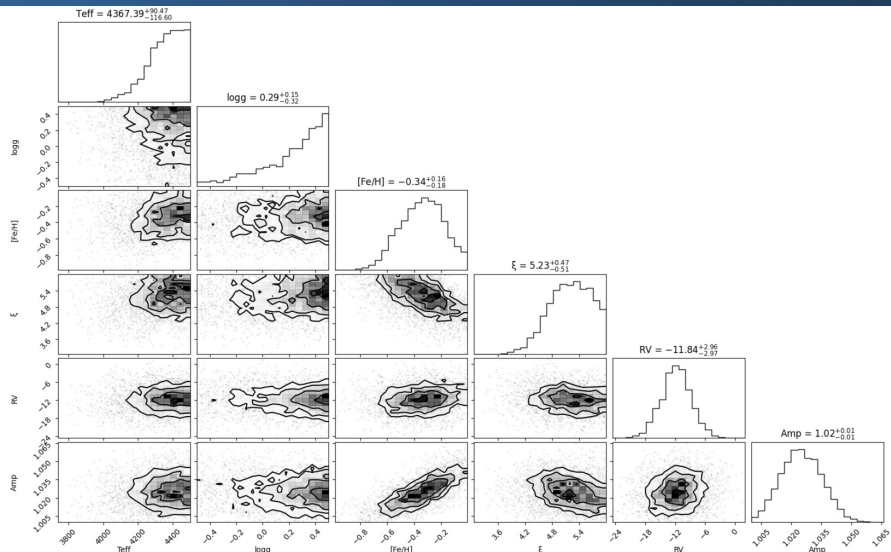 Teff = 4367.39 +90.47 −116.60
logg = 0.29 +0.15 −0.32
0.4
0.2
0.0
−0.2
−0.4
logg
[Fe/H] = −0.34 +0.16 −0.18
−0.2
−0.4
−0.6
−0.8
[Fe/H]
ξ = 5.23 +0.47 −0.51
5.4
4.8
4.2
3.6
ξ
RV = −11.84 +2.96 −2.97
0
−6
−12
−18
−24
RV
Amp = 1.02 +0.01 −0.01
1.065
1.050
1.035
1.020
1.005
Amp
3800 4000 4200 4400
−0.4 −0.2 0.0 0.2 0.4
−0.8 −0.6 −0.4 −0.2
3.6 4.2 4.8 5.4
−24 −18 −12 −6 0
1.005 1.020 1.035 1.050 1.065
Teff logg [Fe/H] ξ RV Amp